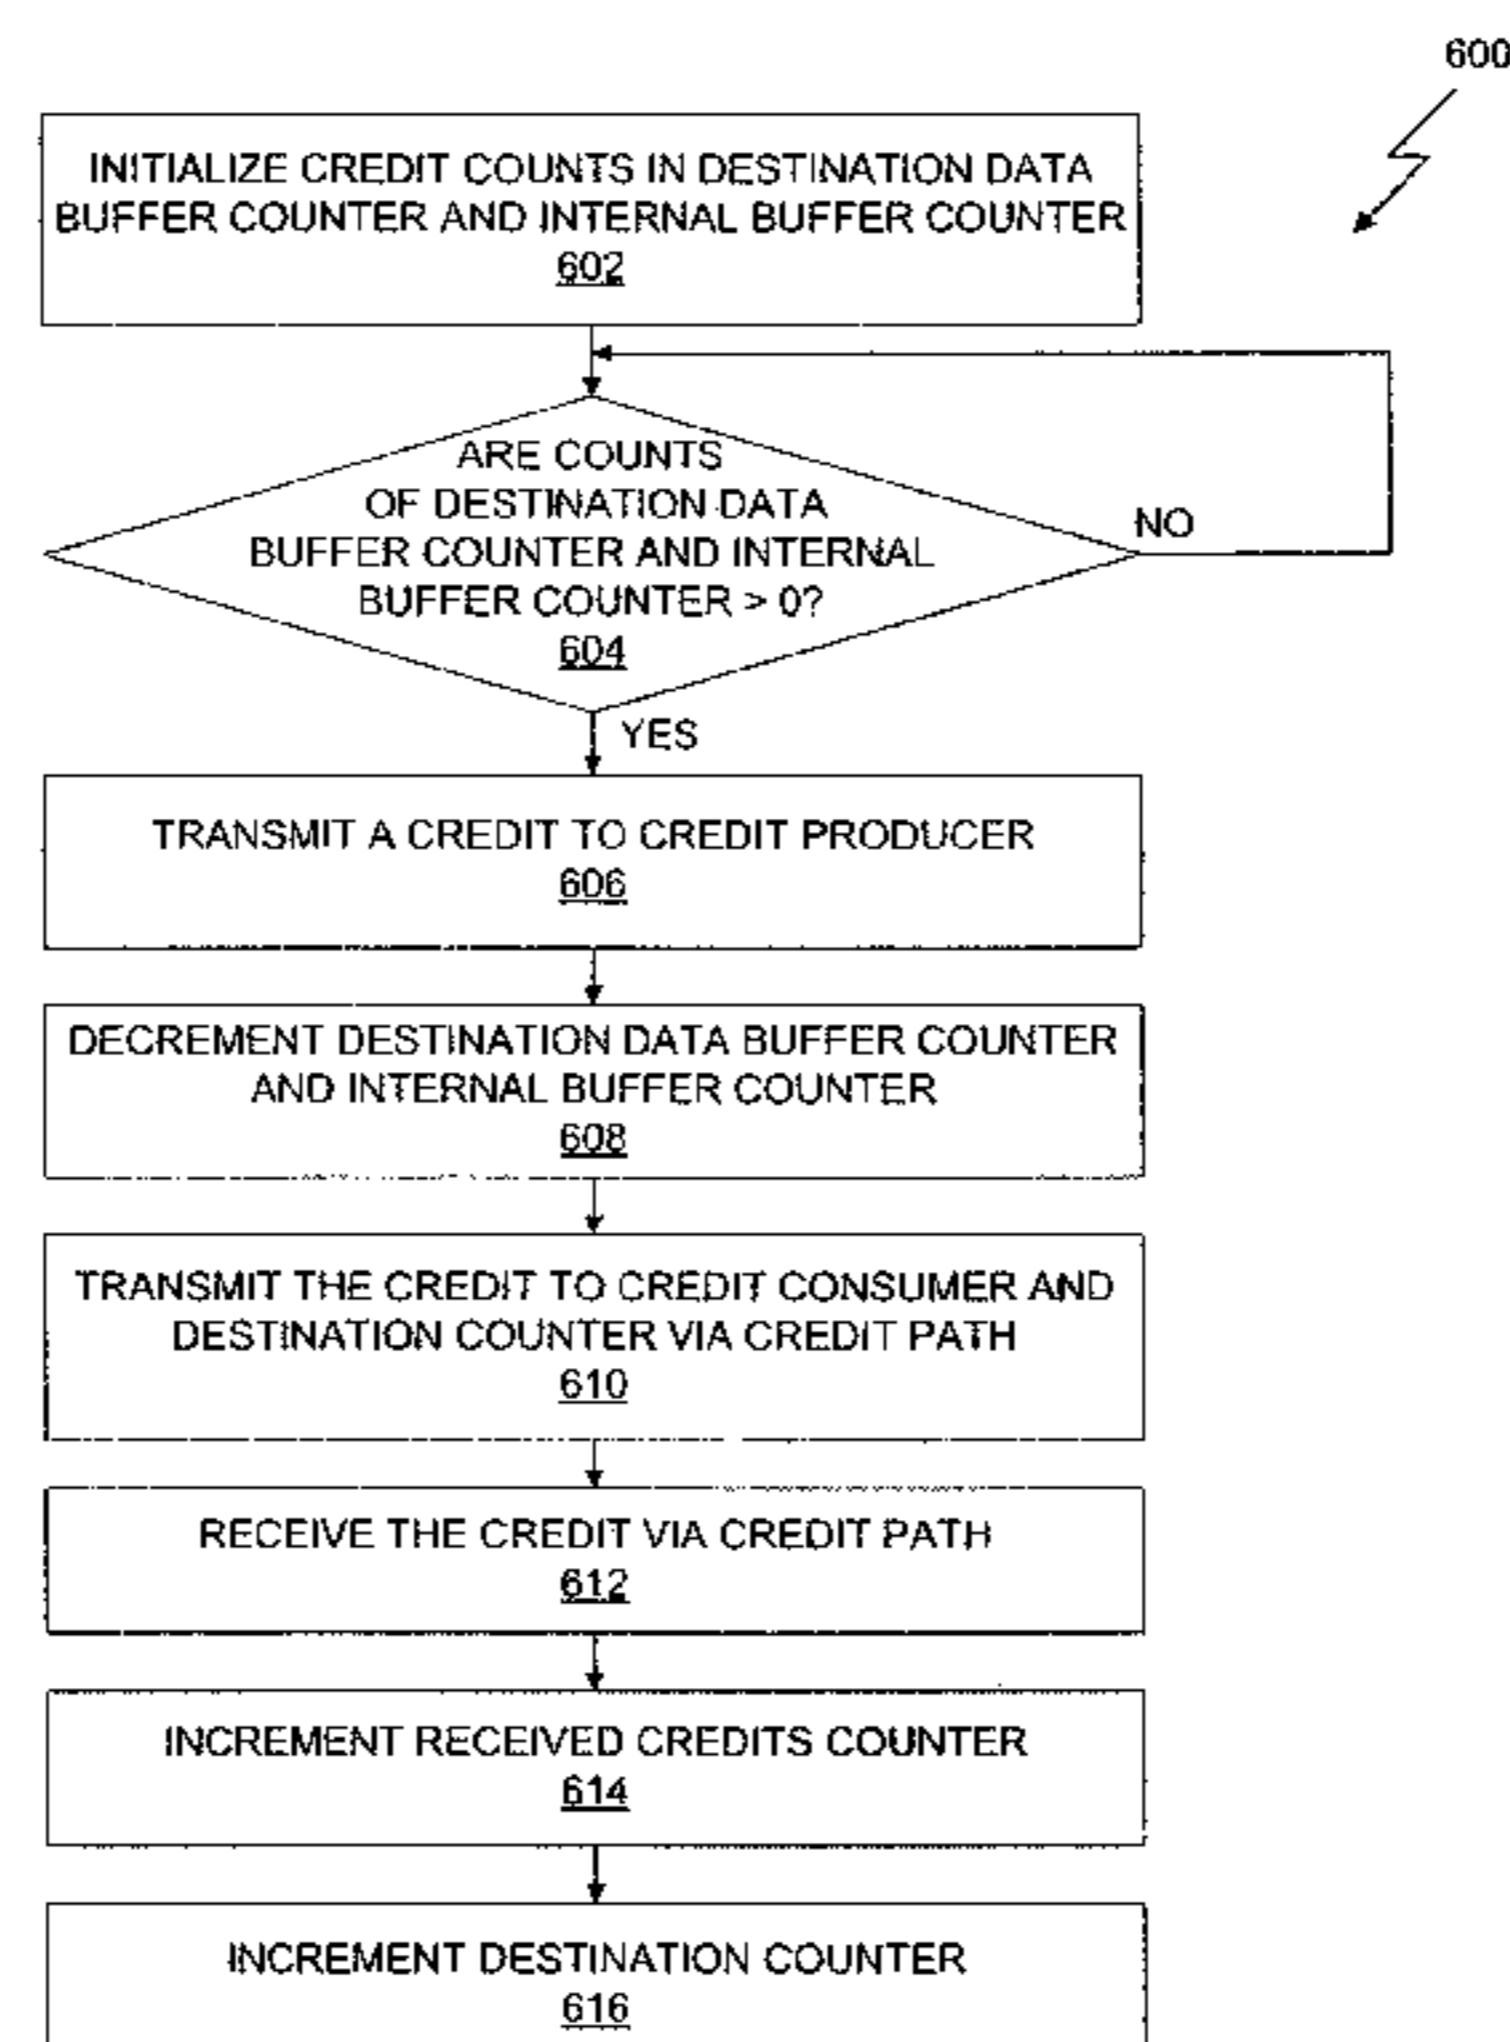 600
INITIALIZE CREDIT COUNTS IN DESTINATION DATA
BUFFER COUNTER AND INTERNAL BUFFER COUNTER
602
ARE COUNTS
OF DESTINATION DATA
BUFFER COUNTER AND INTERNAL
BUFFER COUNTER > 0?
604
NO
YES
TRANSMIT A CREDIT TO CREDIT PRODUCER
606
DECREMENT DESTINATION DATA BUFFER COUNTER
AND INTERNAL BUFFER COUNTER
608
TRANSMIT THE CREDIT TO CREDIT CONSUMER AND
DESTINATION COUNTER VIA CREDIT PATH
610
RECEIVE THE CREDIT VIA CREDIT PATH
612
INCREMENT RECEIVED CREDITS COUNTER
614
INCREMENT DESTINATION COUNTER
616